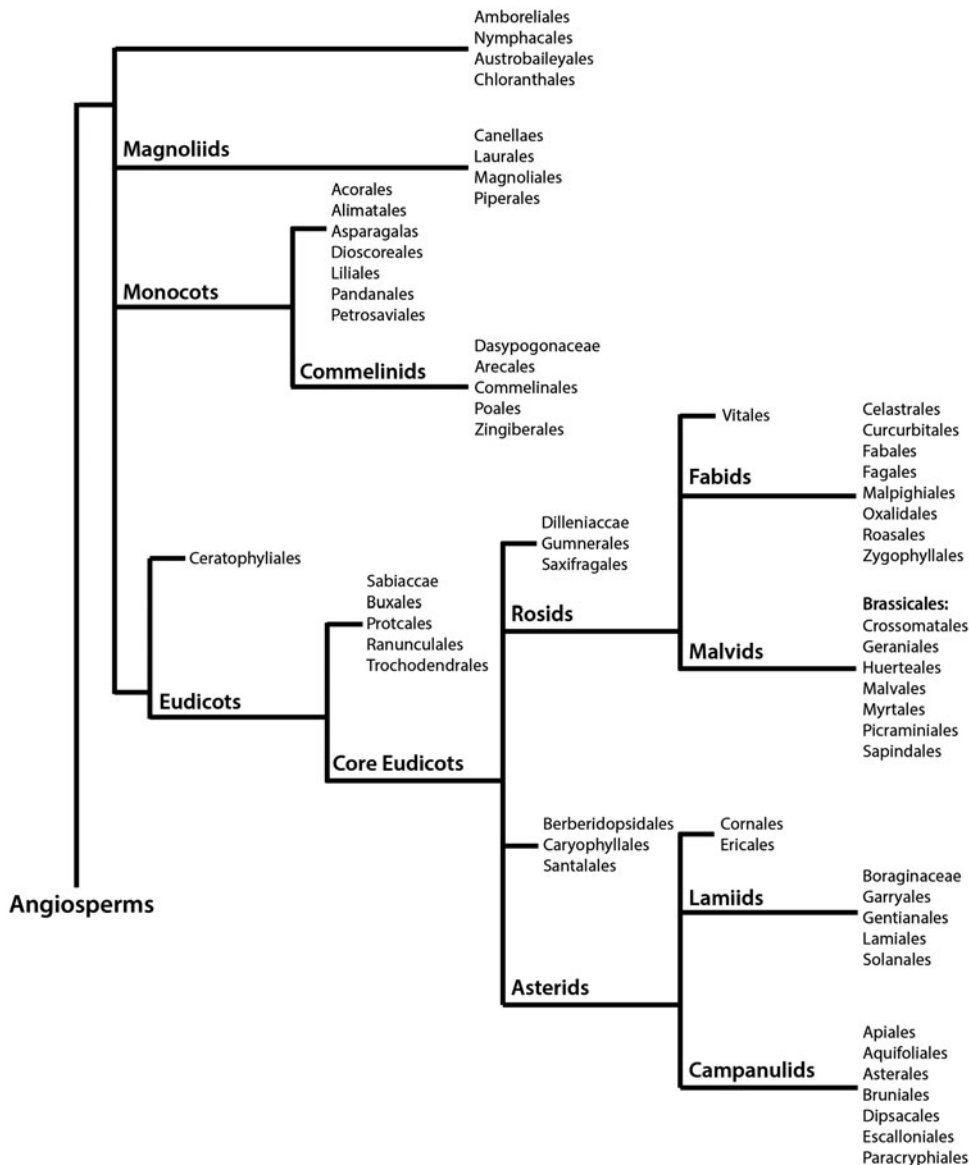 Amboreliales
Nymphacales
Austrobaileyales
Chloranthales
Magnoliids
Canellaes
Laurales
Magnoliales
Piperales
Monocots
Acorales
Alimatales
Asparagalas
Dioscoreales
Liliales
Pandanales
Petrosaviales
Commelinids
Dasypogonaceae
Arecales
Commelinales
Poales
Zingiberales
Ceratophyliales
Eudicots
Sabiaccae
Buxales
Protcales
Ranunculales
Trochodendrales
Core Eudicots
Dilleniaccae
Gumnerales
Saxifragales
Rosids
Vitales
Fabids
Celastrales
Curcurbitales
Fabales
Fagales
Malpighiales
Oxalidales
Roasales
Zygophyllales
Malvids
Brassicales:
Crossomatales
Geraniales
Huerteales
Malvales
Myrtales
Picraminiales
Sapindales
Berberidopsidales
Caryophyllales
Santalales
Asterids
Cornales
Ericales
Lamiids
Boraginaceae
Garryales
Gentianales
Lamiales
Solanales
Campanulids
Apiales
Aquifoliales
Asterales
Bruniales
Dipsacales
Escalloniales
Paracryphiales
Angiosperms